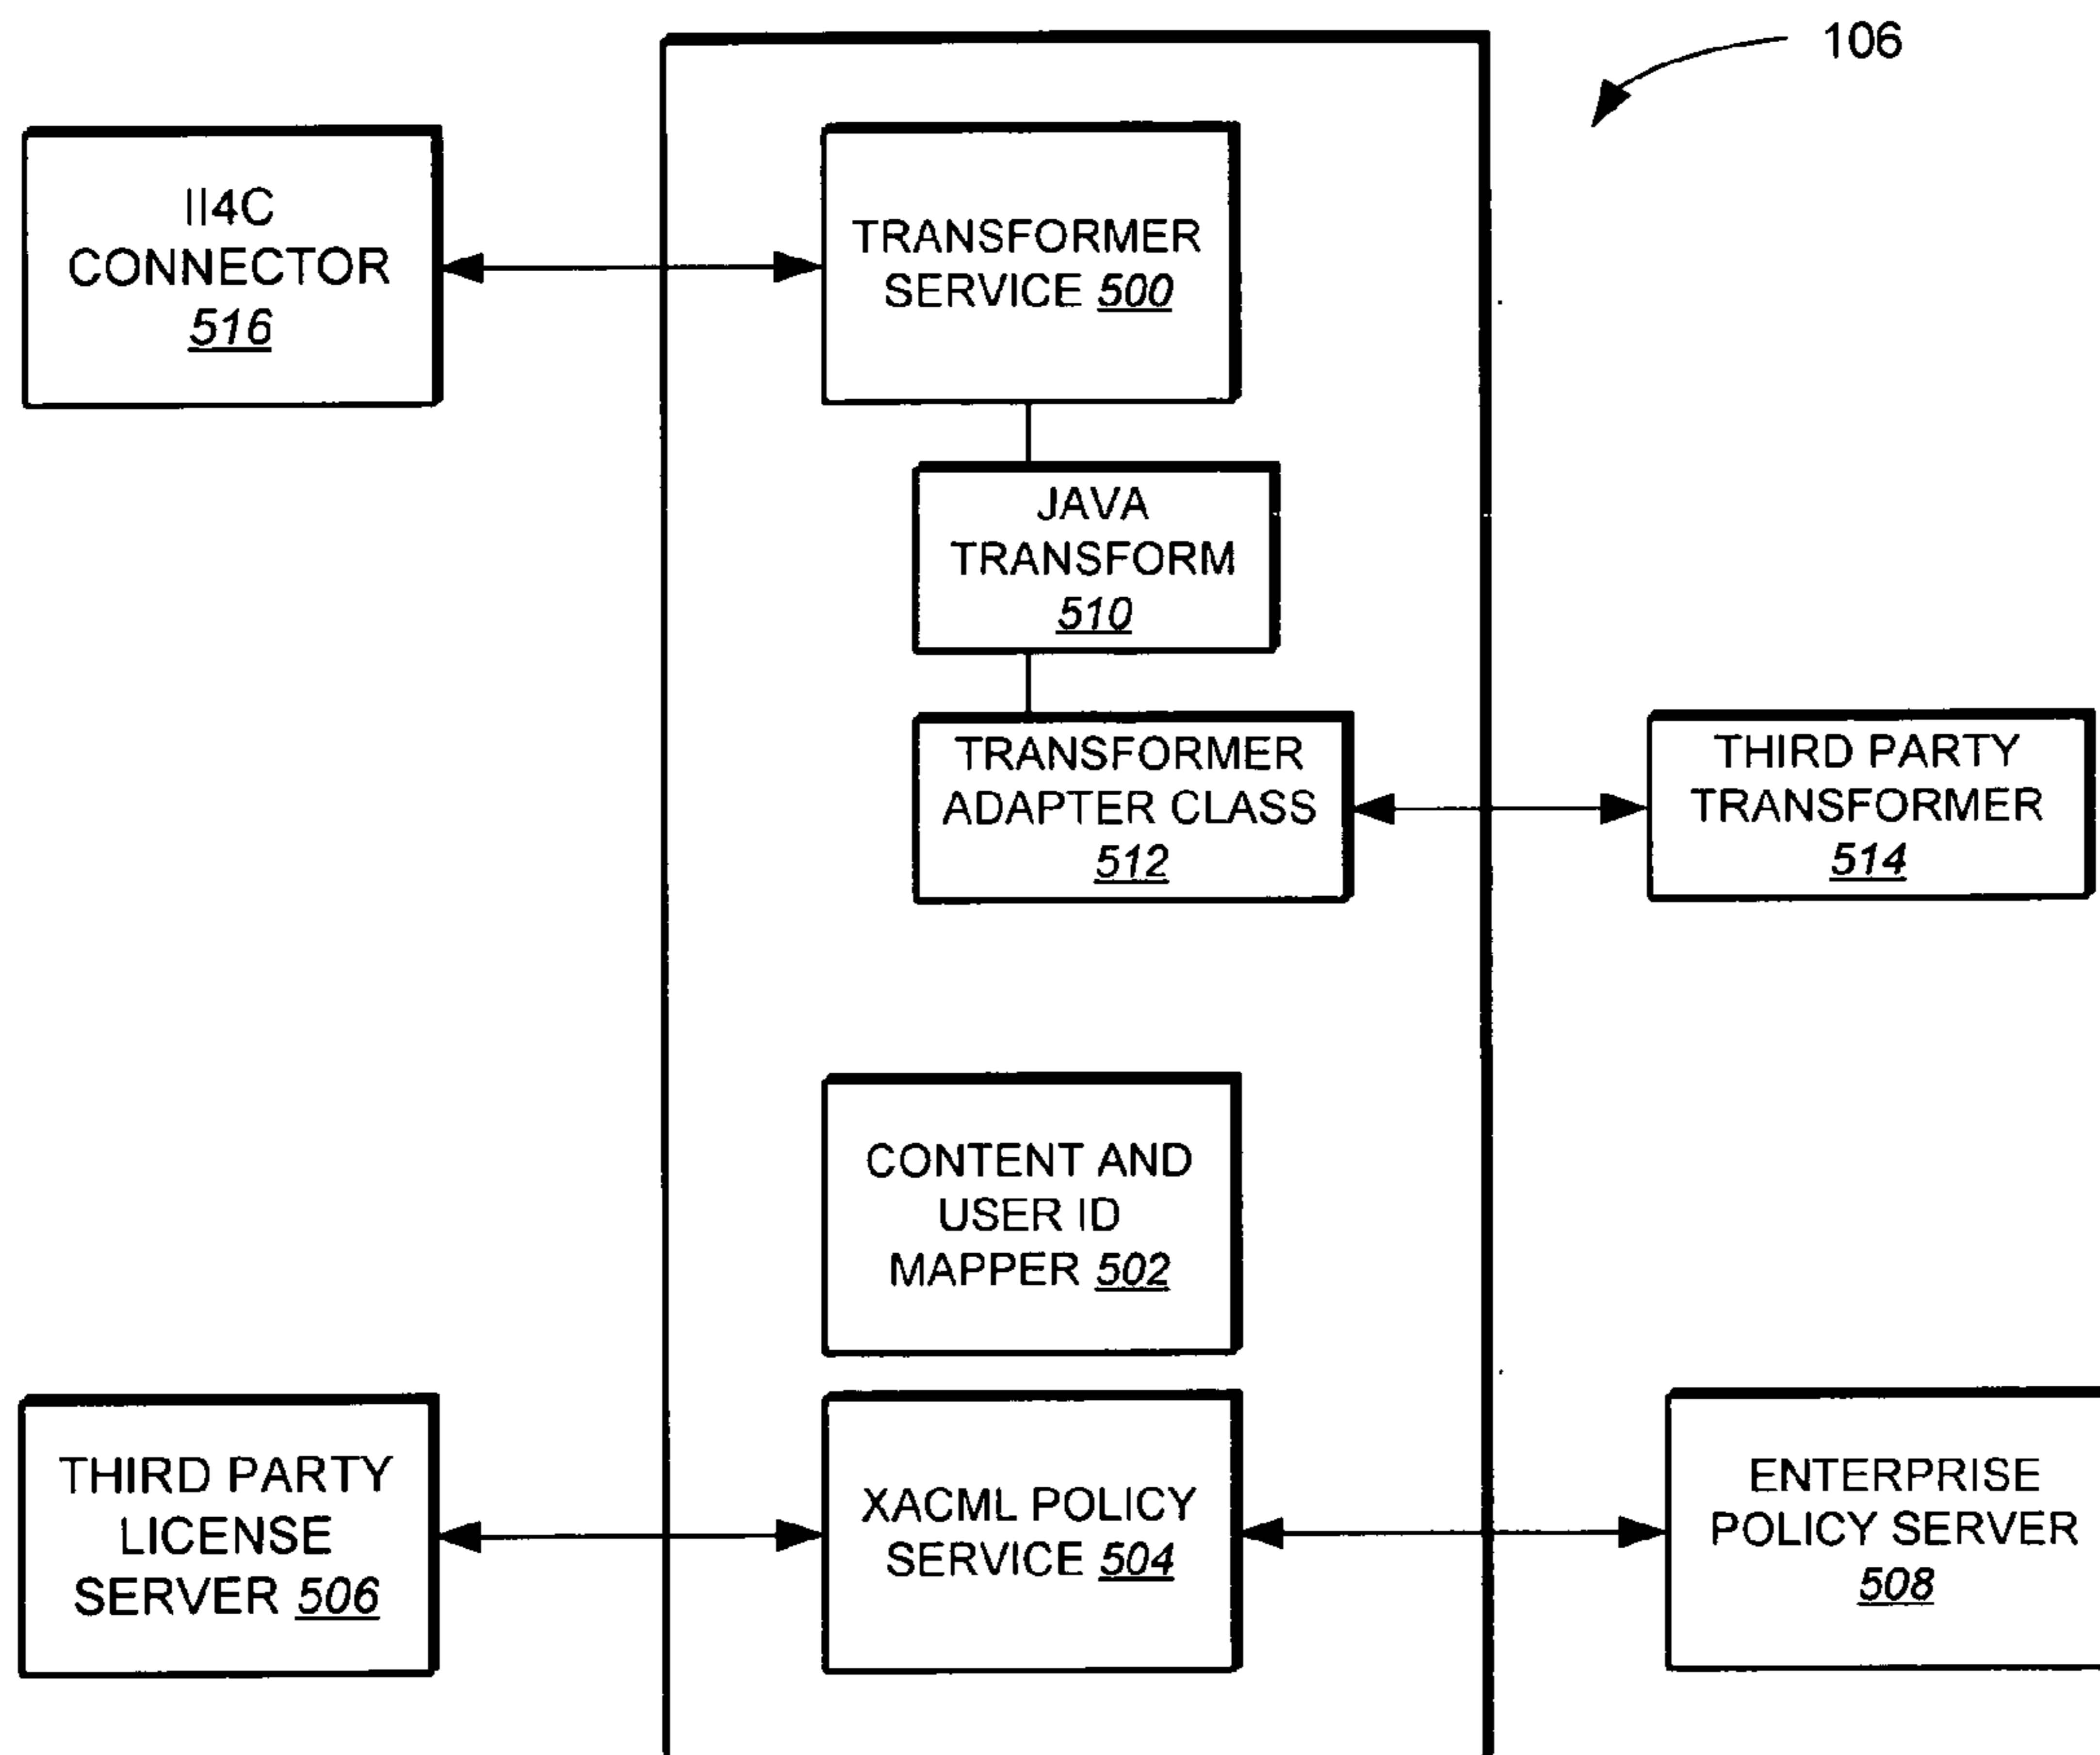 106
II4C
CONNECTOR
516
TRANSFORMER
SERVICE 500
JAVA
TRANSFORM
510
TRANSFORMER
ADAPTER CLASS
512
THIRD PARTY
TRANSFORMER
514
CONTENT AND
USER ID
MAPPER 502
THIRD PARTY
LICENSE
SERVER 506
XACML POLICY
SERVICE 504
ENTERPRISE
POLICY SERVER
508